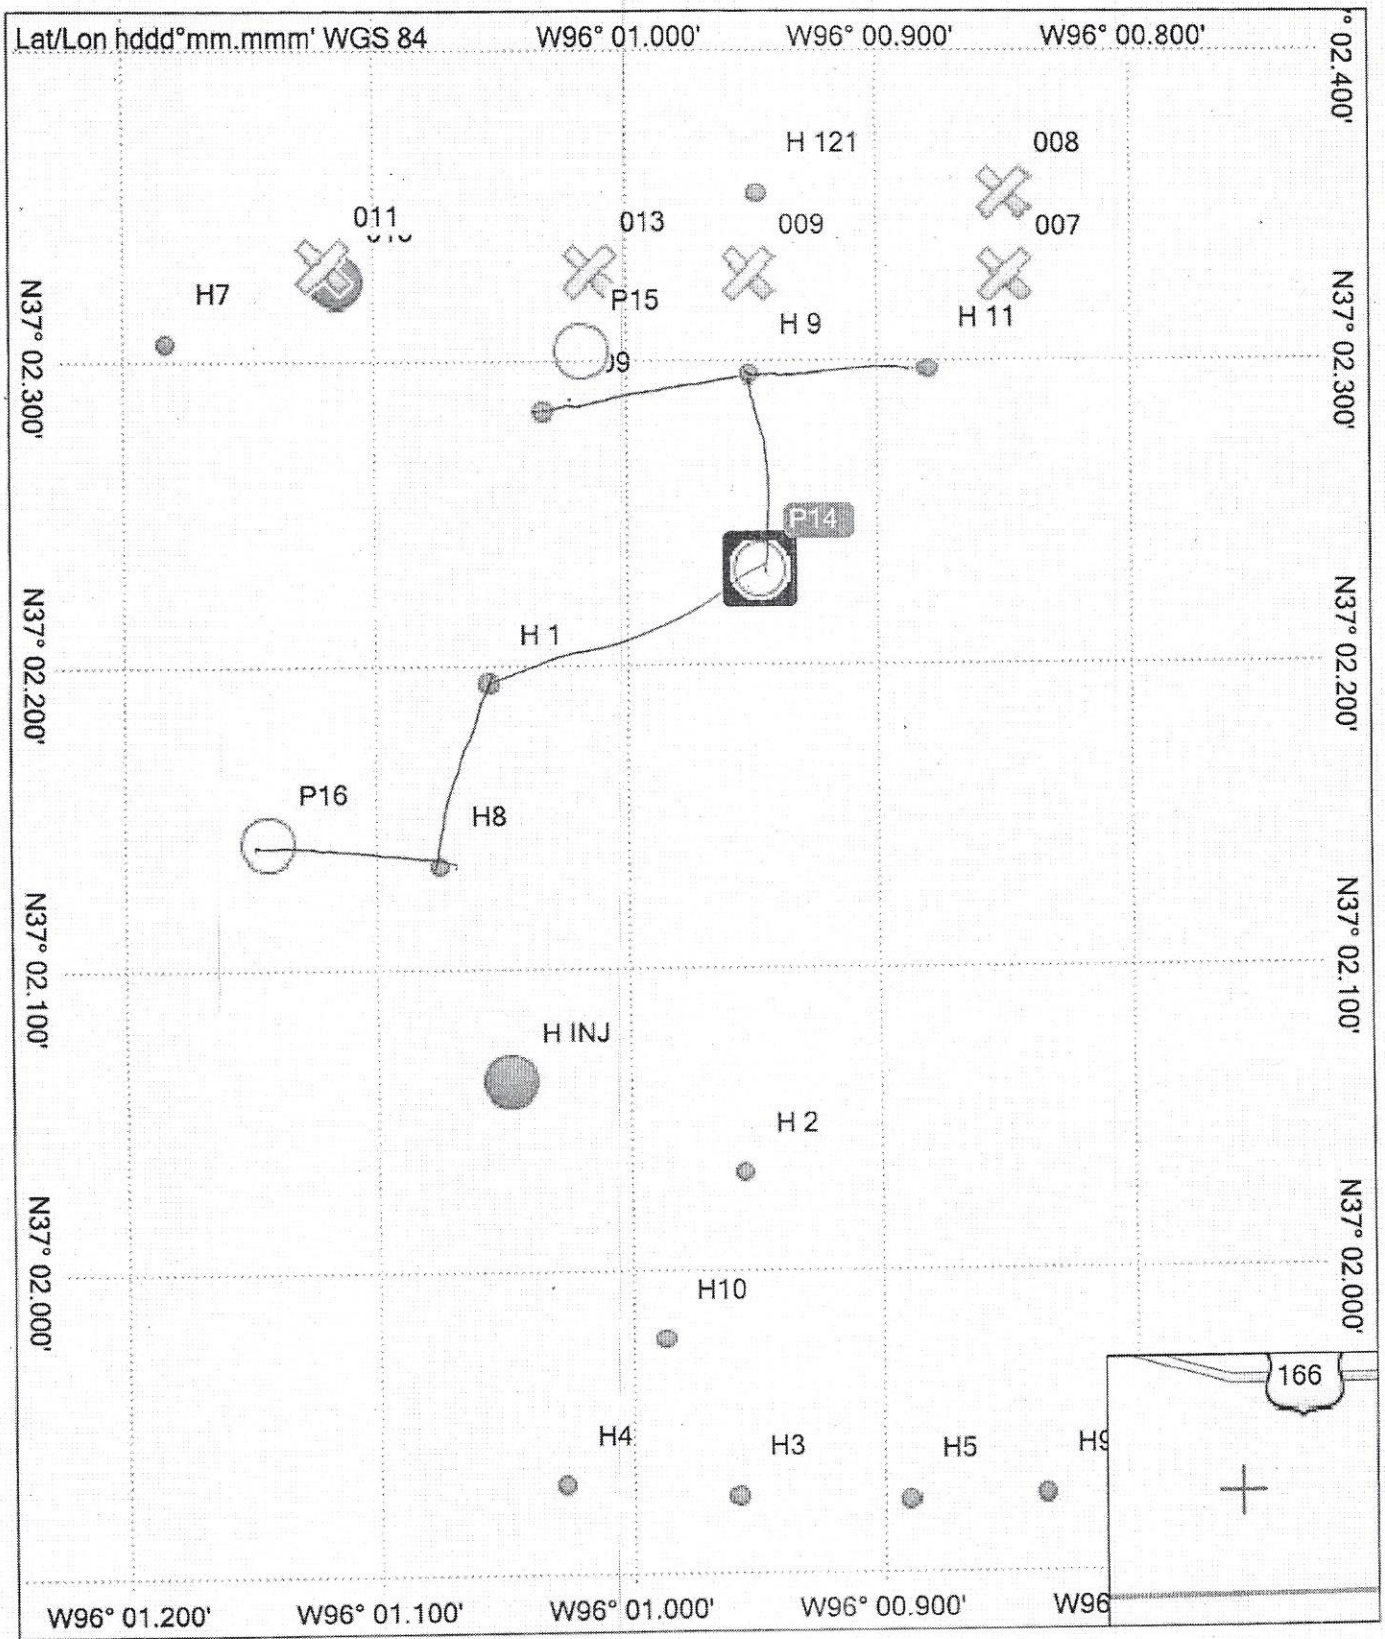 Lat/Lon hddd°mm.mmm' WGS 84
W96° 01.000'
W96° 00.900'
W96° 00.800'
° 02.400'
H 121
008
011
013
009
007
H7
P15
H 9
H 11
09
N37° 02.300'
N37° 02.300'
P14
H 1
N37° 02.200'
N37° 02.200'
P16
H8
N37° 02.100'
N37° 02.100'
H INJ
H 2
N37° 02.000'
N37° 02.000'
H10
166
H4
H3
H5
H9
W96° 01.200'
W96° 01.100'
W96° 01.000'
W96° 00.900'
W96